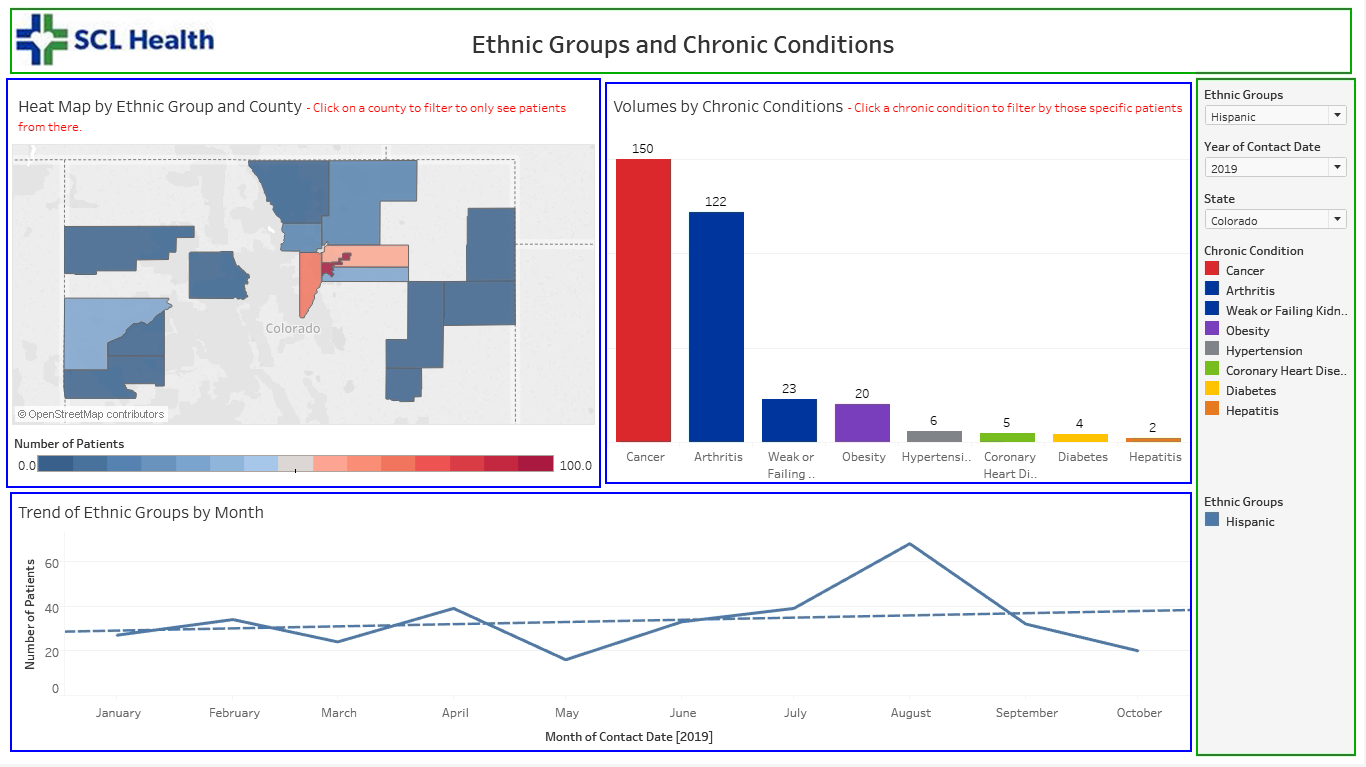 SCL Health
Ethnic Groups and Chronic Conditions
Heat Map by Ethnic Group and County - Click on a county to filter to only see patients
from there.
Colorado
© OpenStreetMap contributors
Number of Patients
0.0
100.0
Volumes by Chronic Conditions - Click a chronic condition to filter by those specific patients
150
122
23
20
6
5
4
2
Cancer
Arthritis
Weak or
Failing ..
Obesity
Hypertensi..
Coronary
Heart Di..
Diabetes
Hepatitis
Ethnic Groups
Hispanic
Year of Contact Date
2019
State
Colorado
Chronic Condition
Cancer
Arthritis
Weak or Failing Kidn..
Obesity
Hypertension
Coronary Heart Dise..
Diabetes
Hepatitis
Ethnic Groups
Hispanic
Trend of Ethnic Groups by Month
Number of Patients
60
40
20
0
January
February
March
April
May
June
July
August
September
October
Month of Contact Date [2019]